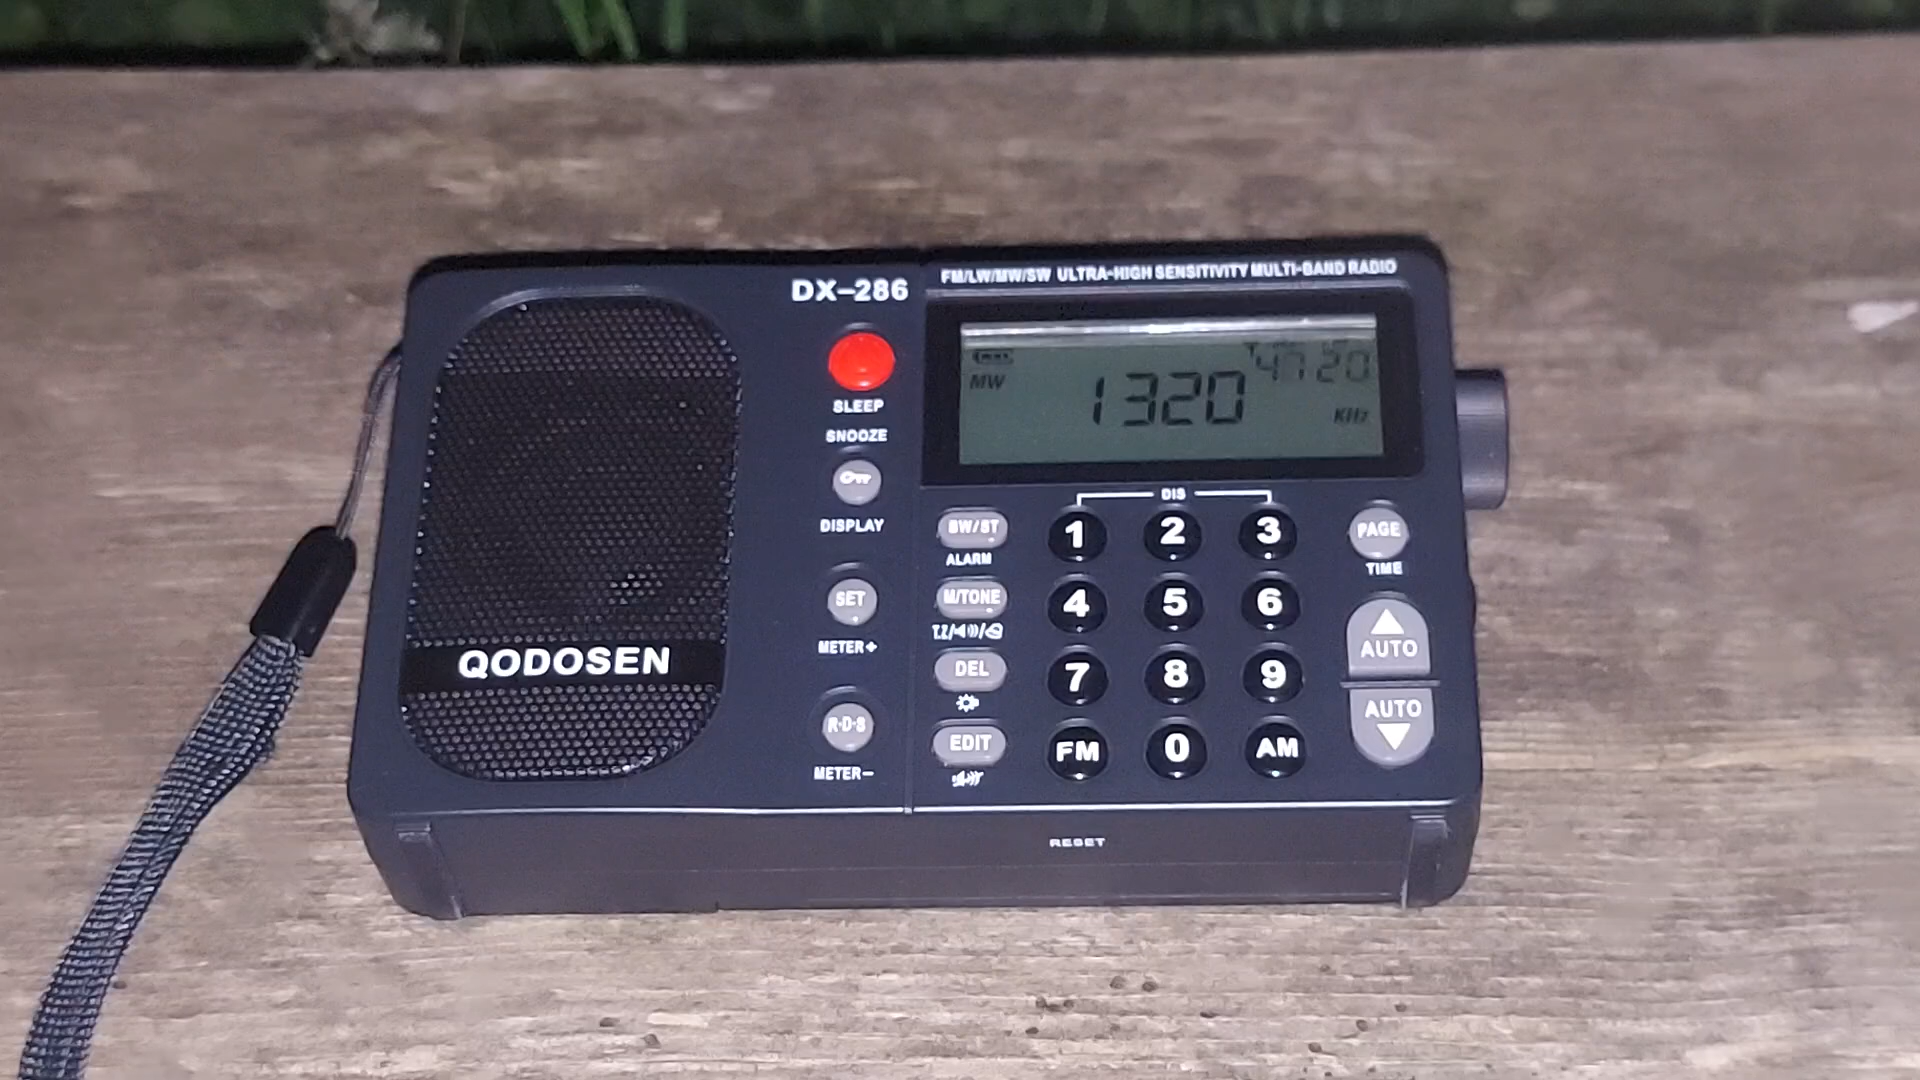 DX-286
FM/LW/MW/SW ULTRA-HIGH SENSITIVITY MULTI-BAND RADIO
MW
1320
KHz
SLEEP
SNOOZE
DISPLAY
SET
METER+
R·D·S
METER-
QODOSEN
DIS
BW/ST
1
2
3
PAGE
ALARM
TIME
M/TONE
4
5
6
AUTO
T.Z/
DEL
7
8
9
AUTO
EDIT
FM
0
AM
RESET